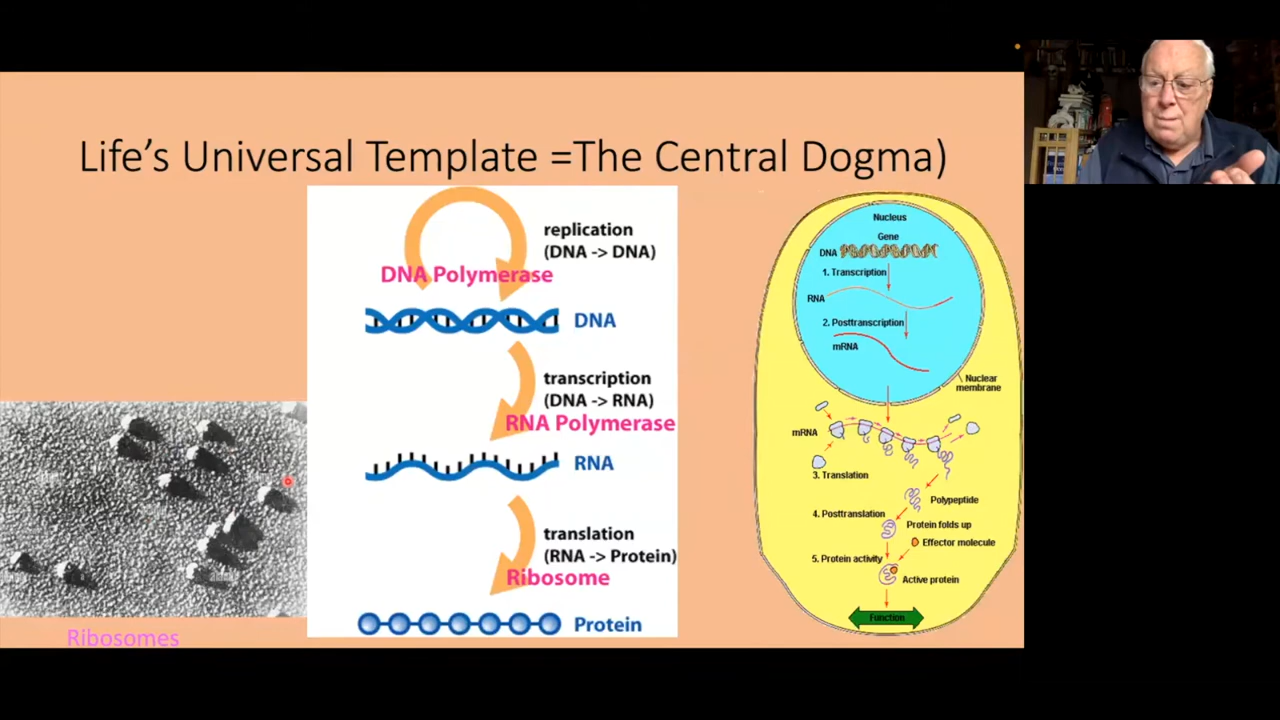 Life's Universal Template =The Central Dogma)
replication
(DNA -> DNA)
DNA Polymerase
DNA
transcription
(DNA -> RNA)
RNA Polymerase
RNA
translation
(RNA -> Protein)
Ribosome
Protein
Ribosomes
Nucleus
Gene
DNA
1. Transcription
RNA
2. Posttranscription
mRNA
Nuclear
membrane
mRNA
3. Translation
Polypeptide
4. Posttranslation
Protein folds up
Effector molecule
5. Protein activity
Active protein
Function